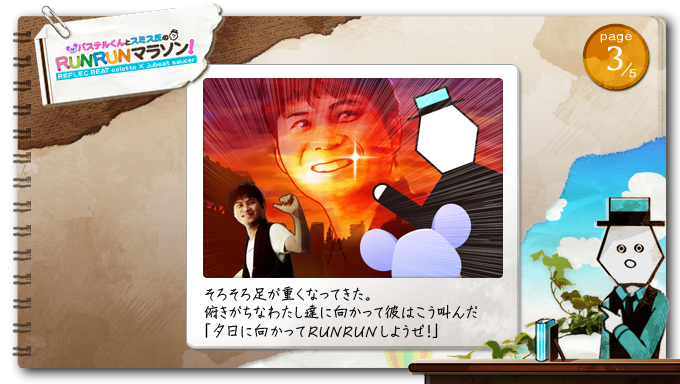 パステルくんとスミス氏の
RUNRUNマラソン!
REFLEC BEAT colette × jubeat saucer
page
3/5
そろそろ足が重くなってきた。
俯きがちなわたし達に向かって彼はこう叫んだ
「夕日に向かってRUNRUNしようぜ!」